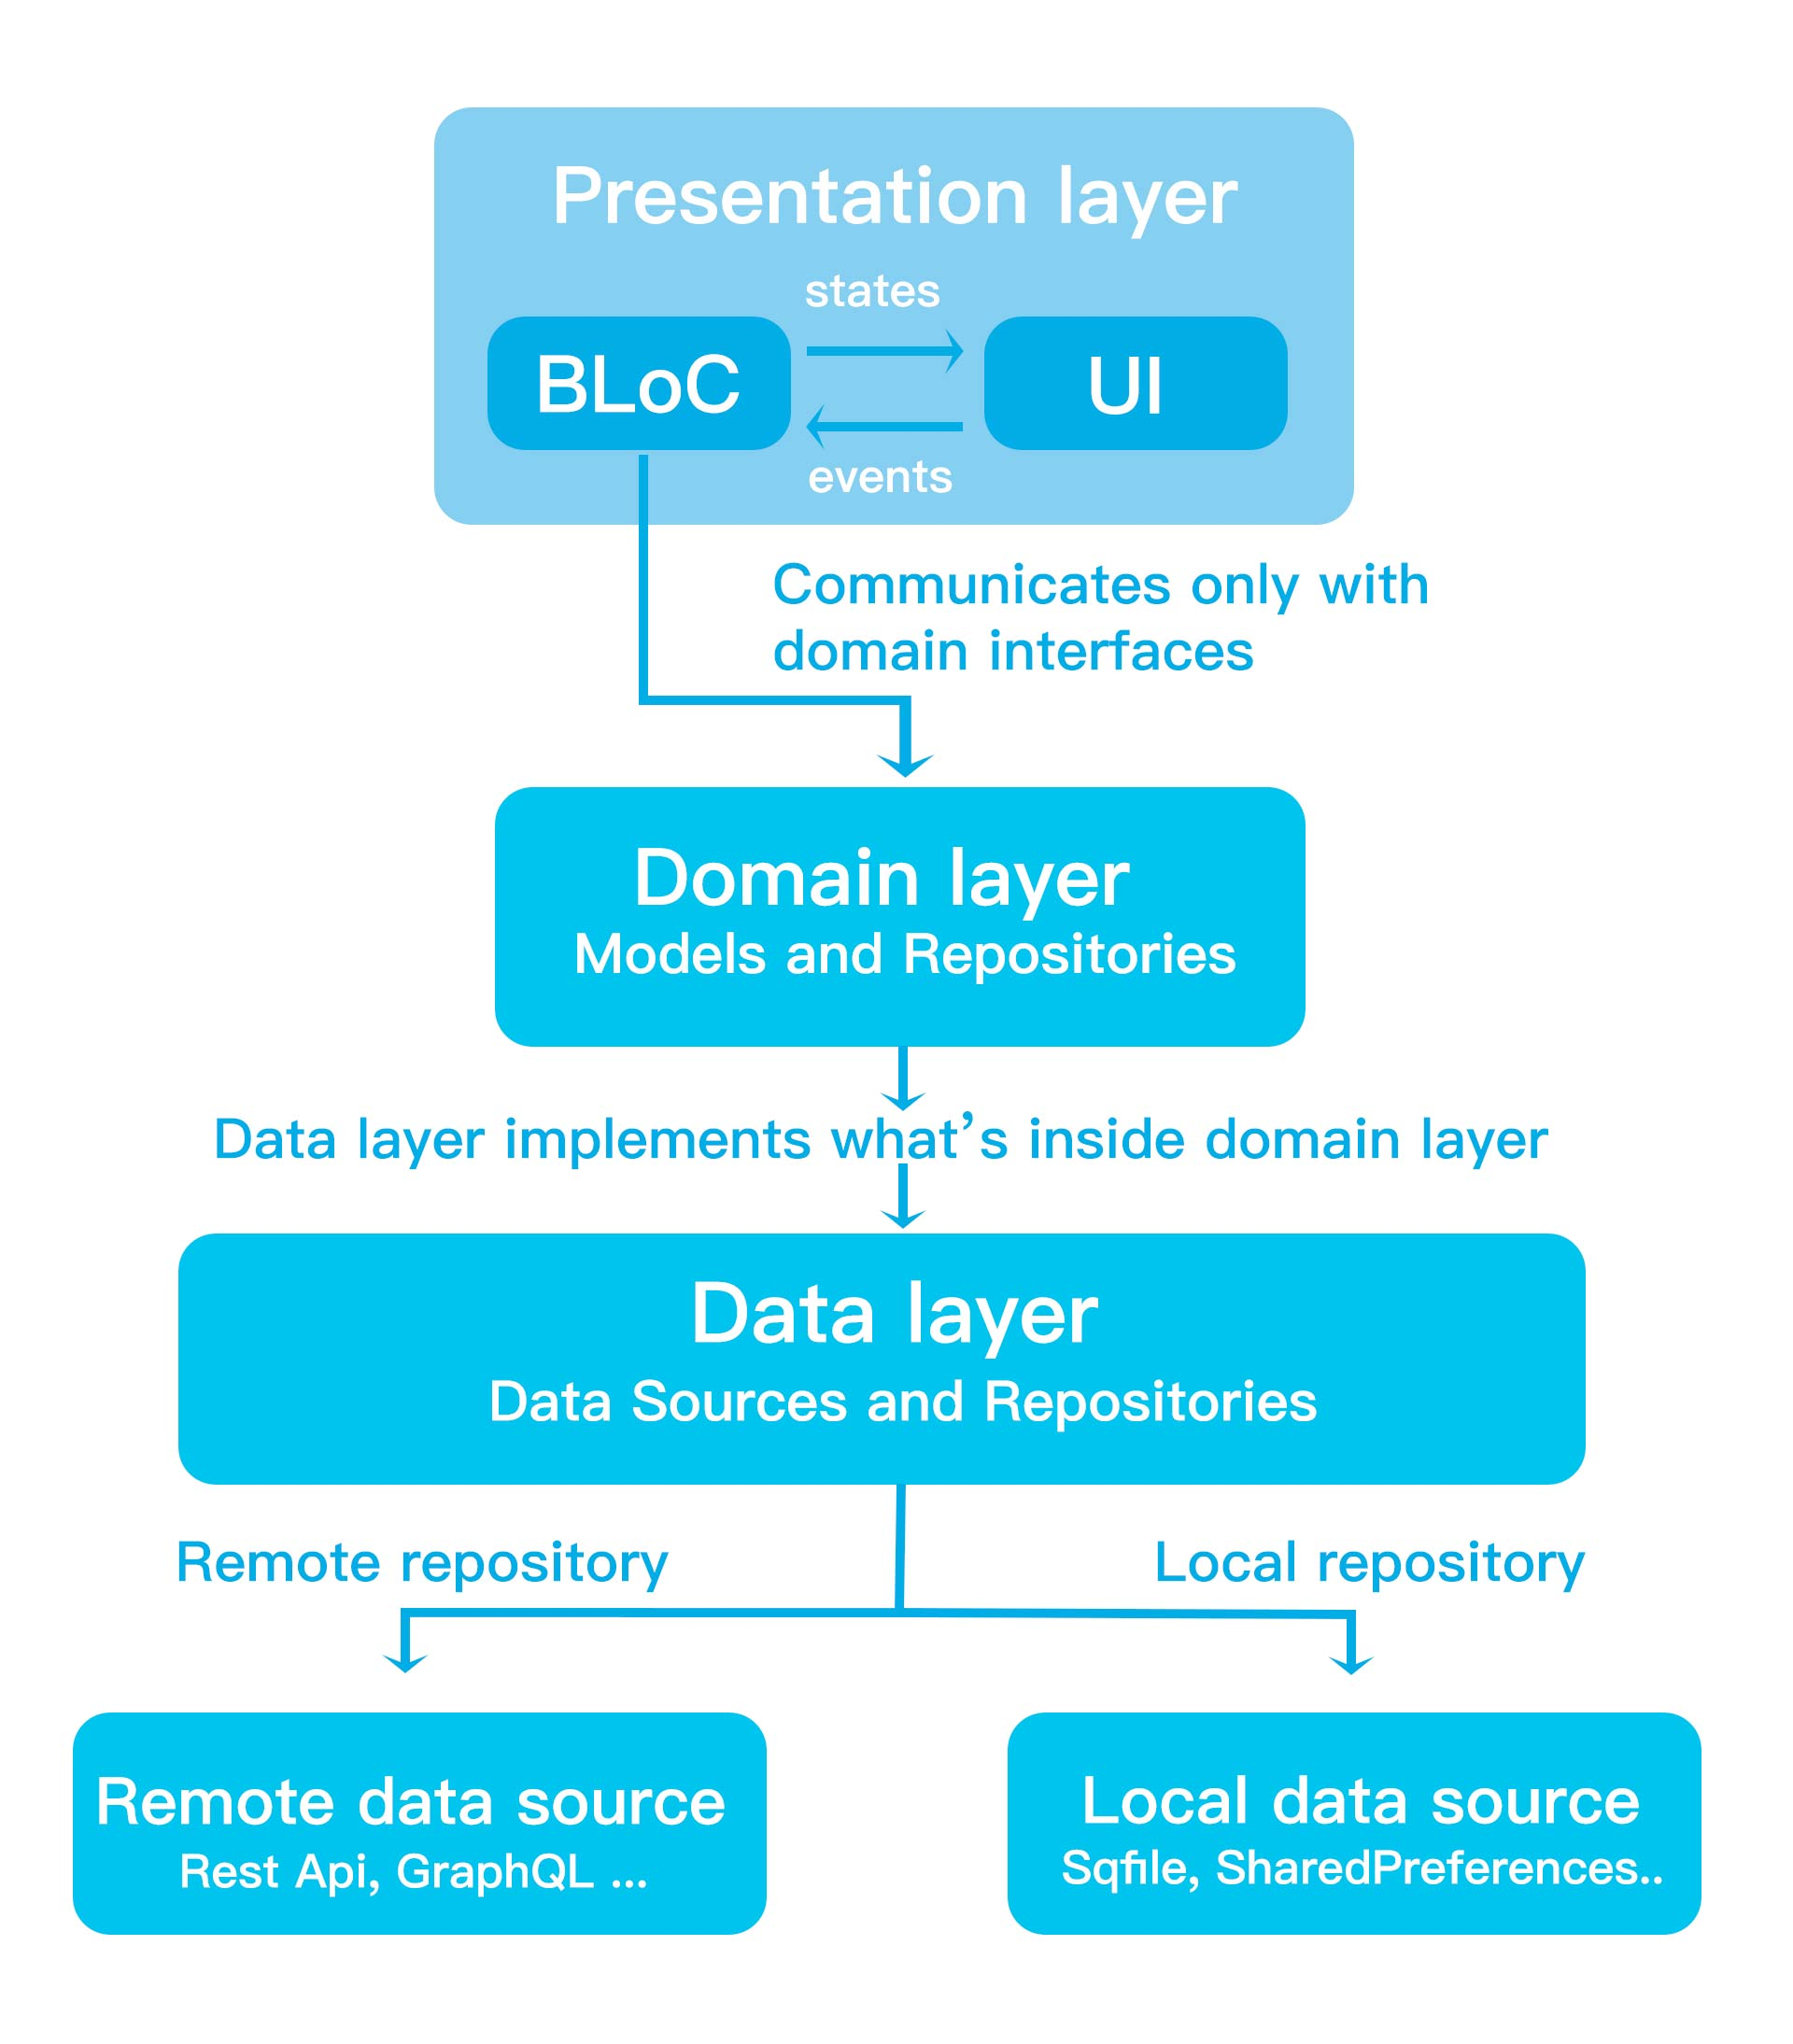 Presentation layer
states
BLoC
UI
events
Communicates only with
domain interfaces
Domain layer
Models and Repositories
Data layer implements what's inside domain layer
Data layer
Data Sources and Repositories
Remote repository
Local repository
Remote data source
Rest Api, GraphQL ...
Local data source
Sqfile, SharedPreferences..